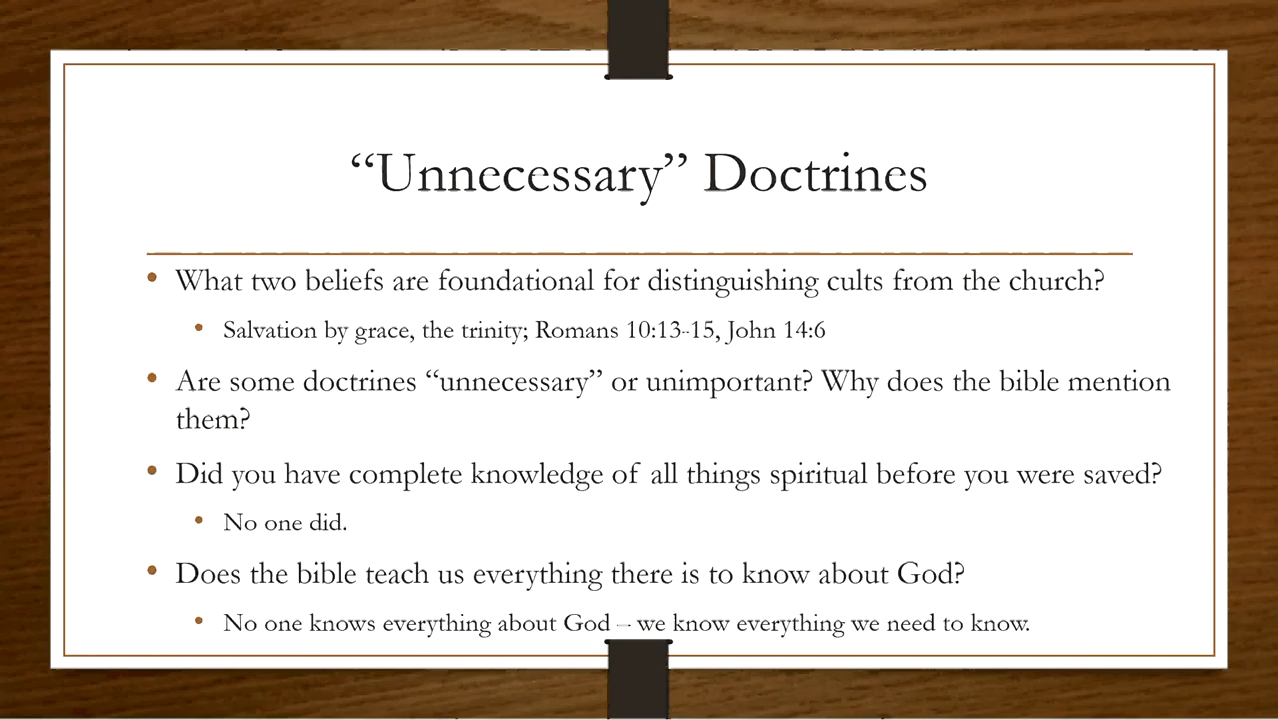 “Unnecessary” Doctrines
• What two beliefs are foundational for distinguishing cults from the church?
• Salvation by grace, the trinity; Romans 10:13-15, John 14:6
• Are some doctrines “unnecessary” or unimportant? Why does the bible mention
them?
• Did you have complete knowledge of all things spiritual before you were saved?
• No one did.
• Does the bible teach us everything there is to know about God?
• No one knows everything about God – we know everything we need to know.